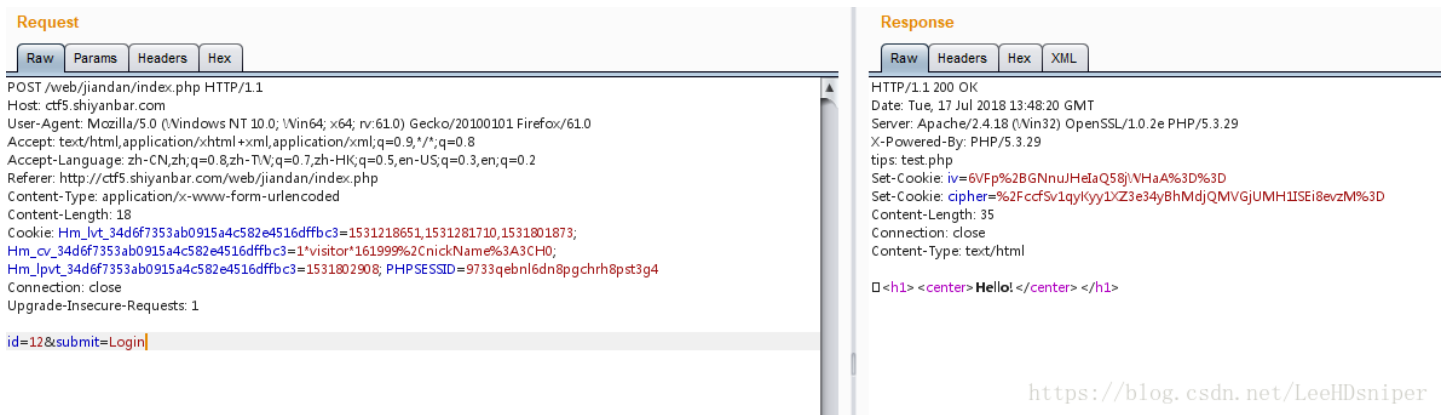 Request
Raw Params Headers Hex
POST /web/jiandan/index.php HTTP/1.1
Host: ctf5.shiyanbar.com
User-Agent: Mozilla/5.0 (Windows NT 10.0; Win64; x64; rv:61.0) Gecko/20100101 Firefox/61.0
Accept: text/html,application/xhtml+xml,application/xml;q=0.9,*/*;q=0.8
Accept-Language: zh-CN,zh;q=0.8,zh-TW;q=0.7,zh-HK;q=0.5,en-US;q=0.3,en;q=0.2
Referer: http://ctf5.shiyanbar.com/web/jiandan/index.php
Content-Type: application/x-www-form-urlencoded
Content-Length: 18
Cookie: Hm_lvt_34d6f7353ab0915a4c582e4516dffbc3=1531218651,1531281710,1531801873;
Hm_cv_34d6f7353ab0915a4c582e4516dffbc3=1*visitor*161999%2CnickName%3A3CH0;
Hm_lpvt_34d6f7353ab0915a4c582e4516dffbc3=1531802908; PHPSESSID=9733qebnl6dn8pgchrh8pst3g4
Connection: close
Upgrade-Insecure-Requests: 1
id=12&submit=Login
Response
Raw Headers Hex XML
HTTP/1.1 200 OK
Date: Tue, 17 Jul 2018 13:48:20 GMT
Server: Apache/2.4.18 (Win32) OpenSSL/1.0.2e PHP/5.3.29
X-Powered-By: PHP/5.3.29
tips: test.php
Set-Cookie: iv=6VFp%2BGNnuJHeIaQ58jWHaA%3D%3D
Set-Cookie: cipher=%2FccfSv1qyKyy1XZ3e34yBhMdjQMVGjUMH1ISEi8evzM%3D
Content-Length: 35
Connection: close
Content-Type: text/html
<h1><center>Hello!</center></h1>
https://blog.csdn.net/LeeHDsniper